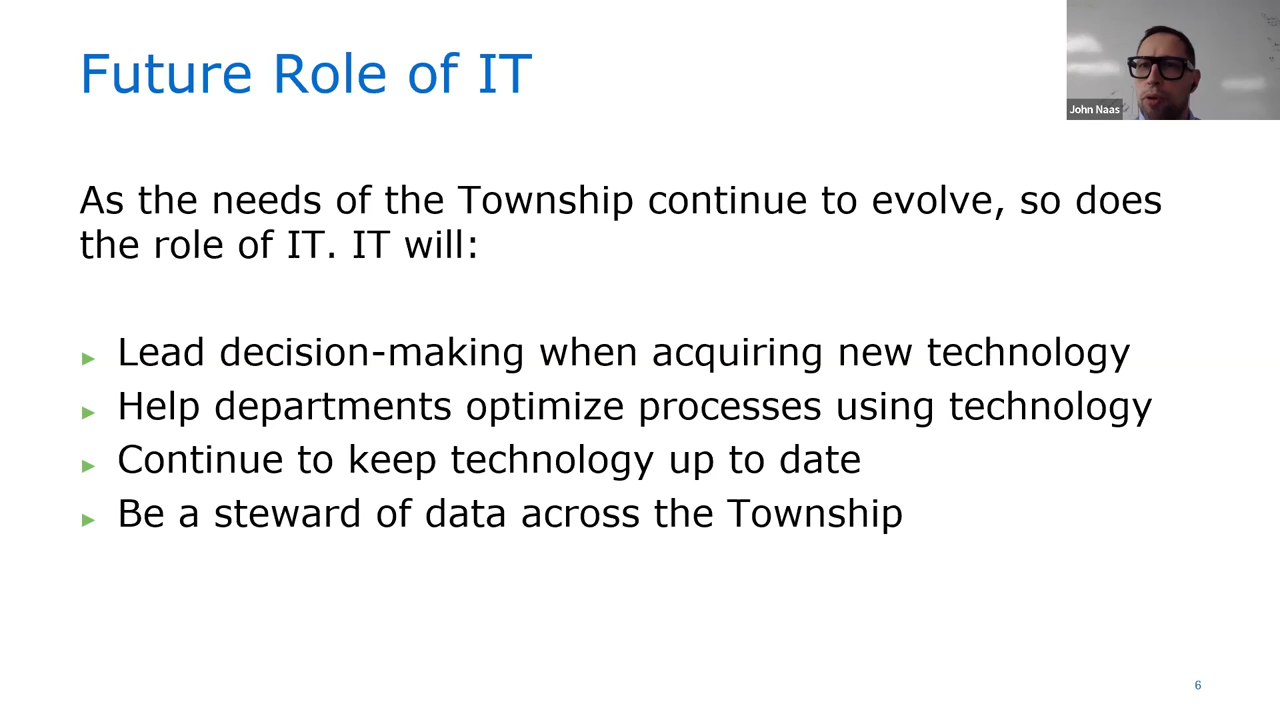 Future Role of IT
John Naas
As the needs of the Township continue to evolve, so does
the role of IT. IT will:
► Lead decision-making when acquiring new technology
► Help departments optimize processes using technology
► Continue to keep technology up to date
► Be a steward of data across the Township
6